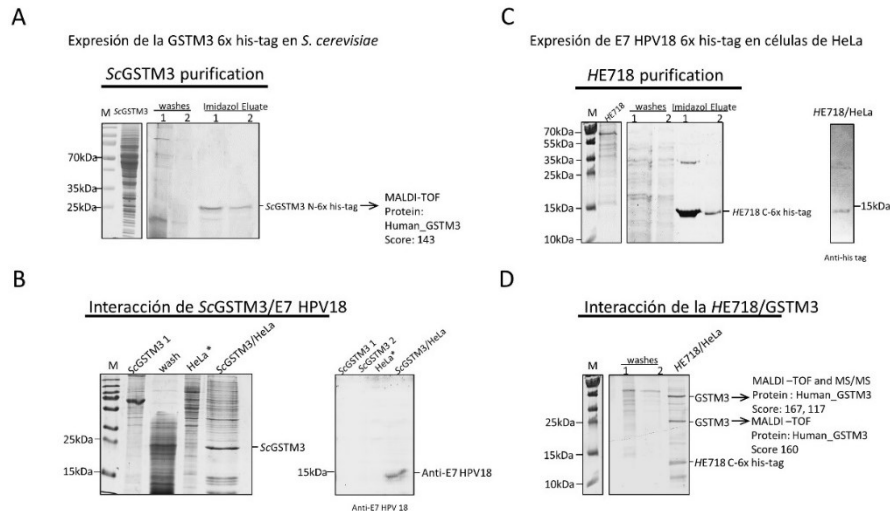 A
Expresión de la GSTM3 6x his-tag en S. cerevisiae
ScGSTM3 purification
M ScGSTM3 washes Imidazol Eluate
1 2 1 2
70kDa
35kDa
25kDa
ScGSTM3 N-6x his-tag
MALDI-TOF
Protein:
Human_GSTM3
Score: 143
C
Expresión de E7 HPV18 6x his-tag en células de HeLa
HE718 purification
M HE718 washes Imidazol Eluate
1 2 1 2
70kDa
55kDa
35kDa
25kDa
15kDa
10kDa
HE718 C-6x his-tag
HE718/HeLa
15kDa
Anti-his tag
B
Interacción de ScGSTM3/E7 HPV18
M ScGSTM3 1 wash HeLa* ScGSTM3/HeLa
25kDa
15kDa
ScGSTM3
ScGSTM3 1 ScGSTM3 2 HeLa* ScGSTM3/HeLa
15kDa
Anti-E7 HPV18
Anti-E7 HPV 18
D
Interacción de la HE718/GSTM3
M washes HE718/HeLa
1 2
35kDa
25kDa
15kDa
10kDa
GSTM3
MALDI –TOF and MS/MS
Protein : Human_GSTM3
Score: 167, 117
GSTM3
MALDI –TOF
Protein: Human_GSTM3
Score 160
HE718 C-6x his-tag